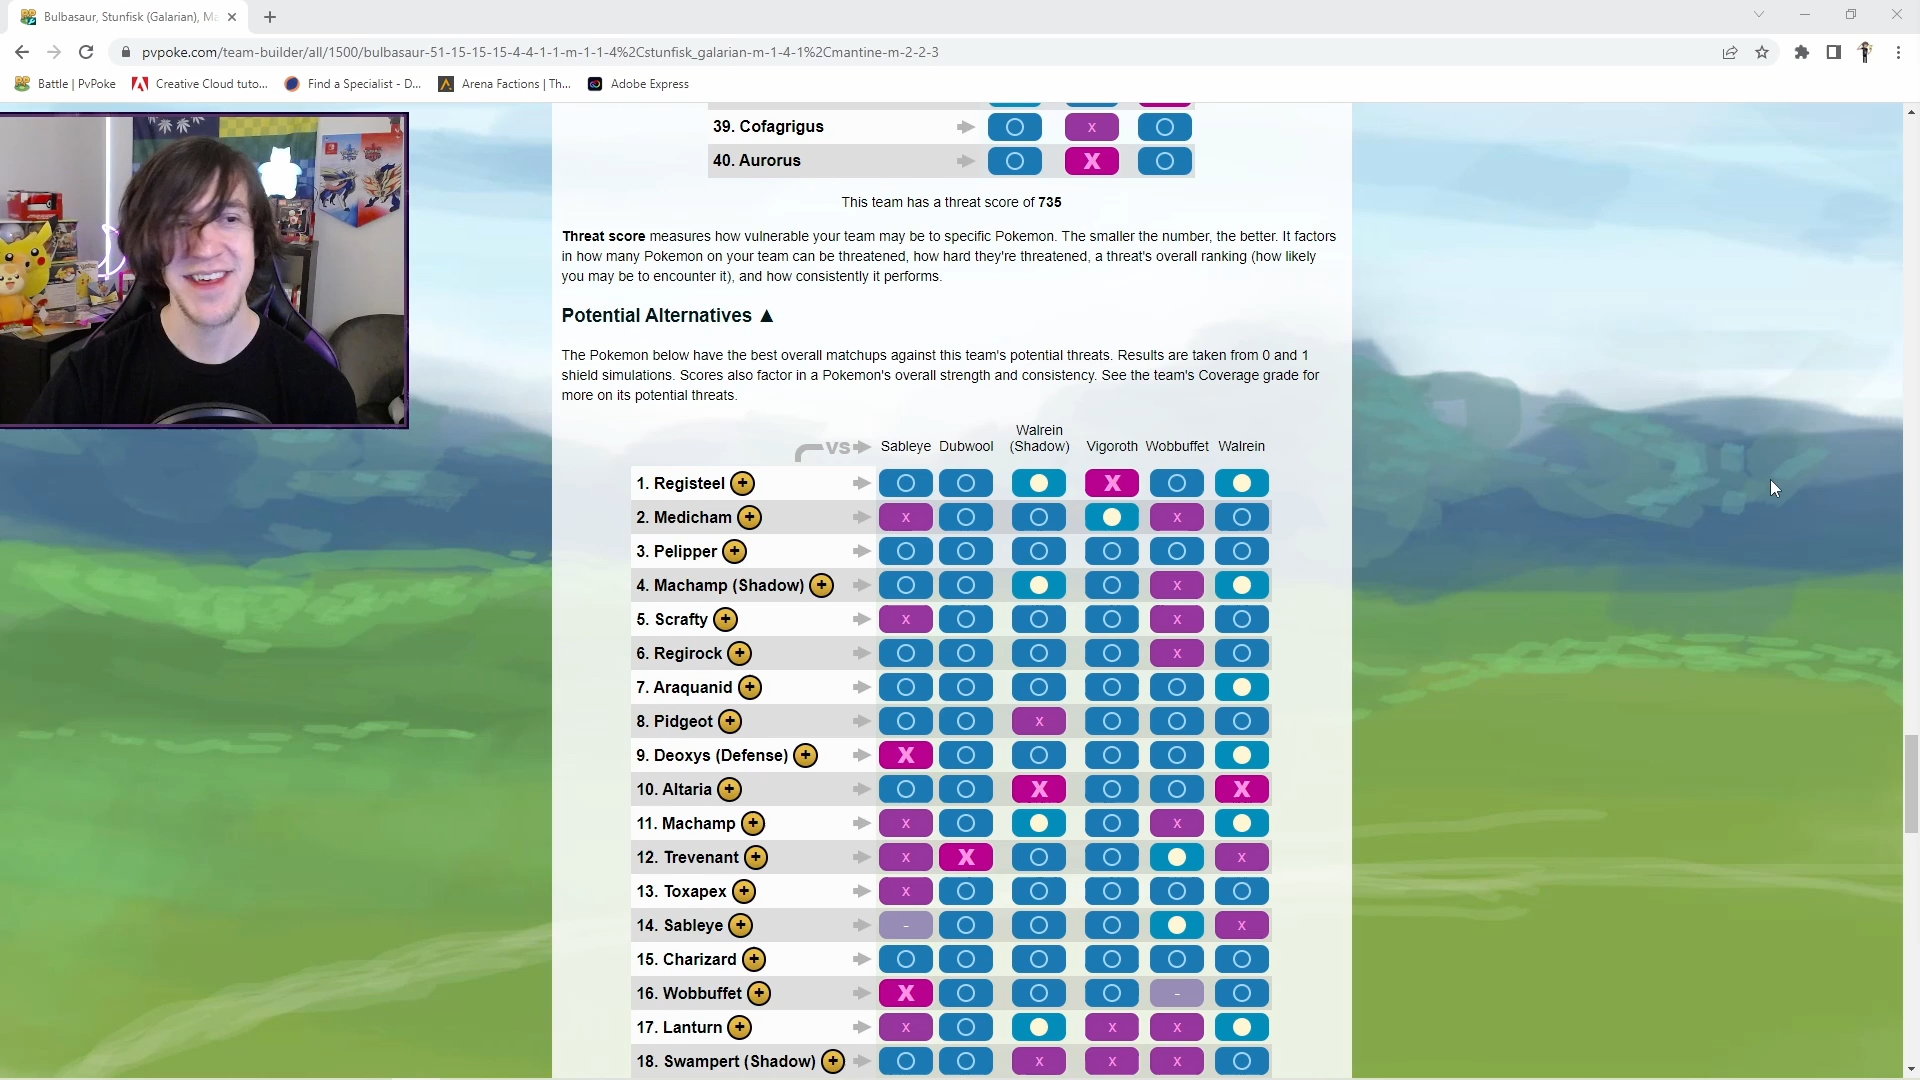 Bulbasaur, Stunfisk (Galarian), Ma
pvpoke.com/team-builder/all/1500/bulbasaur-51-15-15-15-4-4-1-1-m-1-1-4%2Cstunfisk_galarian-m-1-4-1%2Cmantine-m-2-2-3
Battle | PvPoke
Creative Cloud tuto...
Find a Specialist - D...
Arena Factions | Th...
Adobe Express
39. Cofagrigus x
40. Aurorus X
This team has a threat score of 735
Threat score measures how vulnerable your team may be to specific Pokemon. The smaller the number, the better. It factors
in how many Pokemon on your team can be threatened, how hard they're threatened, a threat's overall ranking (how likely
you may be to encounter it), and how consistently it performs.
Potential Alternatives ▲
The Pokemon below have the best overall matchups against this team's potential threats. Results are taken from 0 and 1
shield simulations. Scores also factor in a Pokemon's overall strength and consistency. See the team's Coverage grade for
more on its potential threats.
VS Sableye Dubwool Walrein (Shadow) Vigoroth Wobbuffet Walrein
1. Registeel + X
2. Medicham + x x
3. Pelipper +
4. Machamp (Shadow) + x
5. Scrafty + x x
6. Regirock + x
7. Araquanid +
8. Pidgeot + x
9. Deoxys (Defense) + X
10. Altaria + X X
11. Machamp + x x
12. Trevenant + x X x
13. Toxapex + x
14. Sableye + - x
15. Charizard +
16. Wobbuffet + X -
17. Lanturn + x x x
18. Swampert (Shadow) + x x x